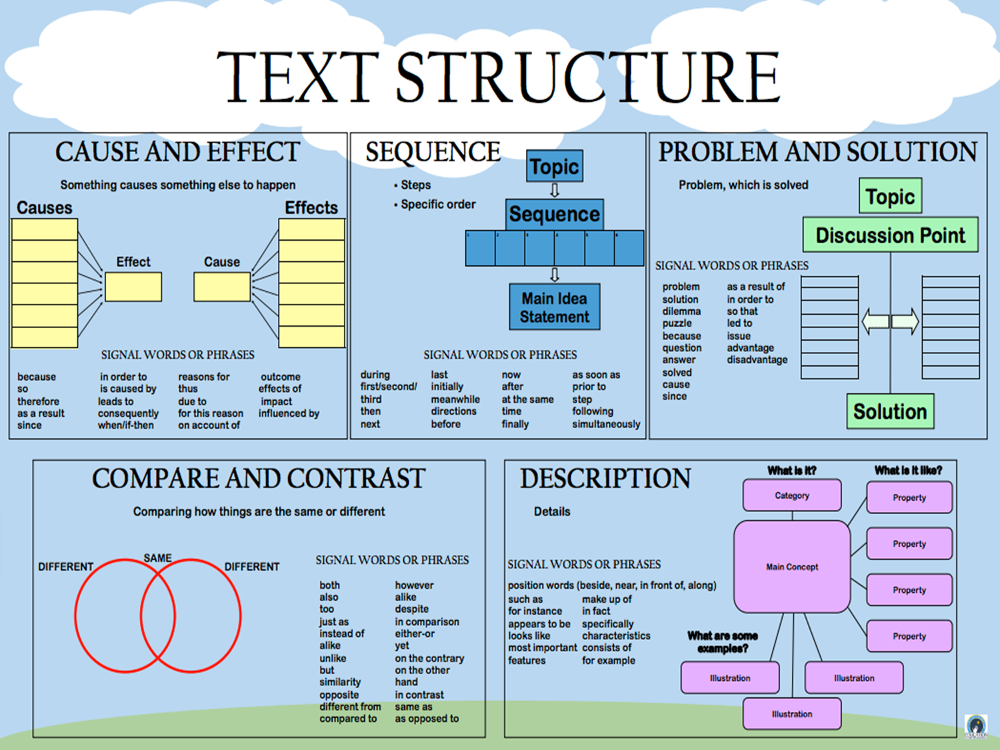 TEXT STRUCTURE
CAUSE AND EFFECT
Something causes something else to happen
Causes
Effects
Effect
Cause
SIGNAL WORDS OR PHRASES
because
so
therefore
as a result
since
in order to
is caused by
leads to
consequently
when/if-then
reasons for
thus
due to
for this reason
on account of
outcome
effects of
impact
influenced by
SEQUENCE
• Steps
• Specific order
Topic
Sequence
1 2 3 4 5 6
Main Idea
Statement
SIGNAL WORDS OR PHRASES
during
first/second/
third
then
next
last
initially
meanwhile
directions
before
now
after
at the same
time
finally
as soon as
prior to
step
following
simultaneously
PROBLEM AND SOLUTION
Problem, which is solved
Topic
Discussion Point
SIGNAL WORDS OR PHRASES
problem
solution
dilemma
puzzle
because
question
answer
solved
cause
since
as a result of
in order to
so that
led to
issue
advantage
disadvantage
Solution
COMPARE AND CONTRAST
Comparing how things are the same or different
DIFFERENT
SAME
DIFFERENT
SIGNAL WORDS OR PHRASES
both
also
too
just as
instead of
alike
unlike
but
similarity
opposite
different from
compared to
however
alike
despite
in comparison
either-or
yet
on the contrary
on the other
hand
in contrast
same as
as opposed to
DESCRIPTION
Details
SIGNAL WORDS OR PHRASES
position words (beside, near, in front of, along)
such as
for instance
appears to be
looks like
most important
features
make up of
in fact
specifically
characteristics
consists of
for example
What is it?
Category
Main Concept
What is it like?
Property
Property
Property
Property
What are some
examples?
Illustration
Illustration
Illustration
EDUCATION